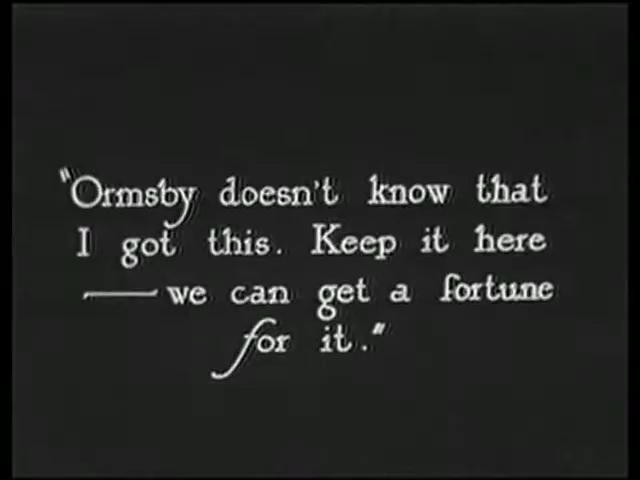 "Ormsby doesn't know that
I got this. Keep it here
—we can get a fortune
for it."